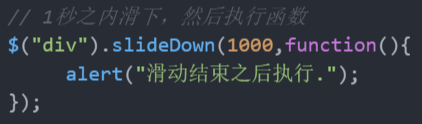 // 1秒之内滑下，然后执行函数
$("div").slideDown(1000,function(){
alert("滑动结束之后执行.");
});